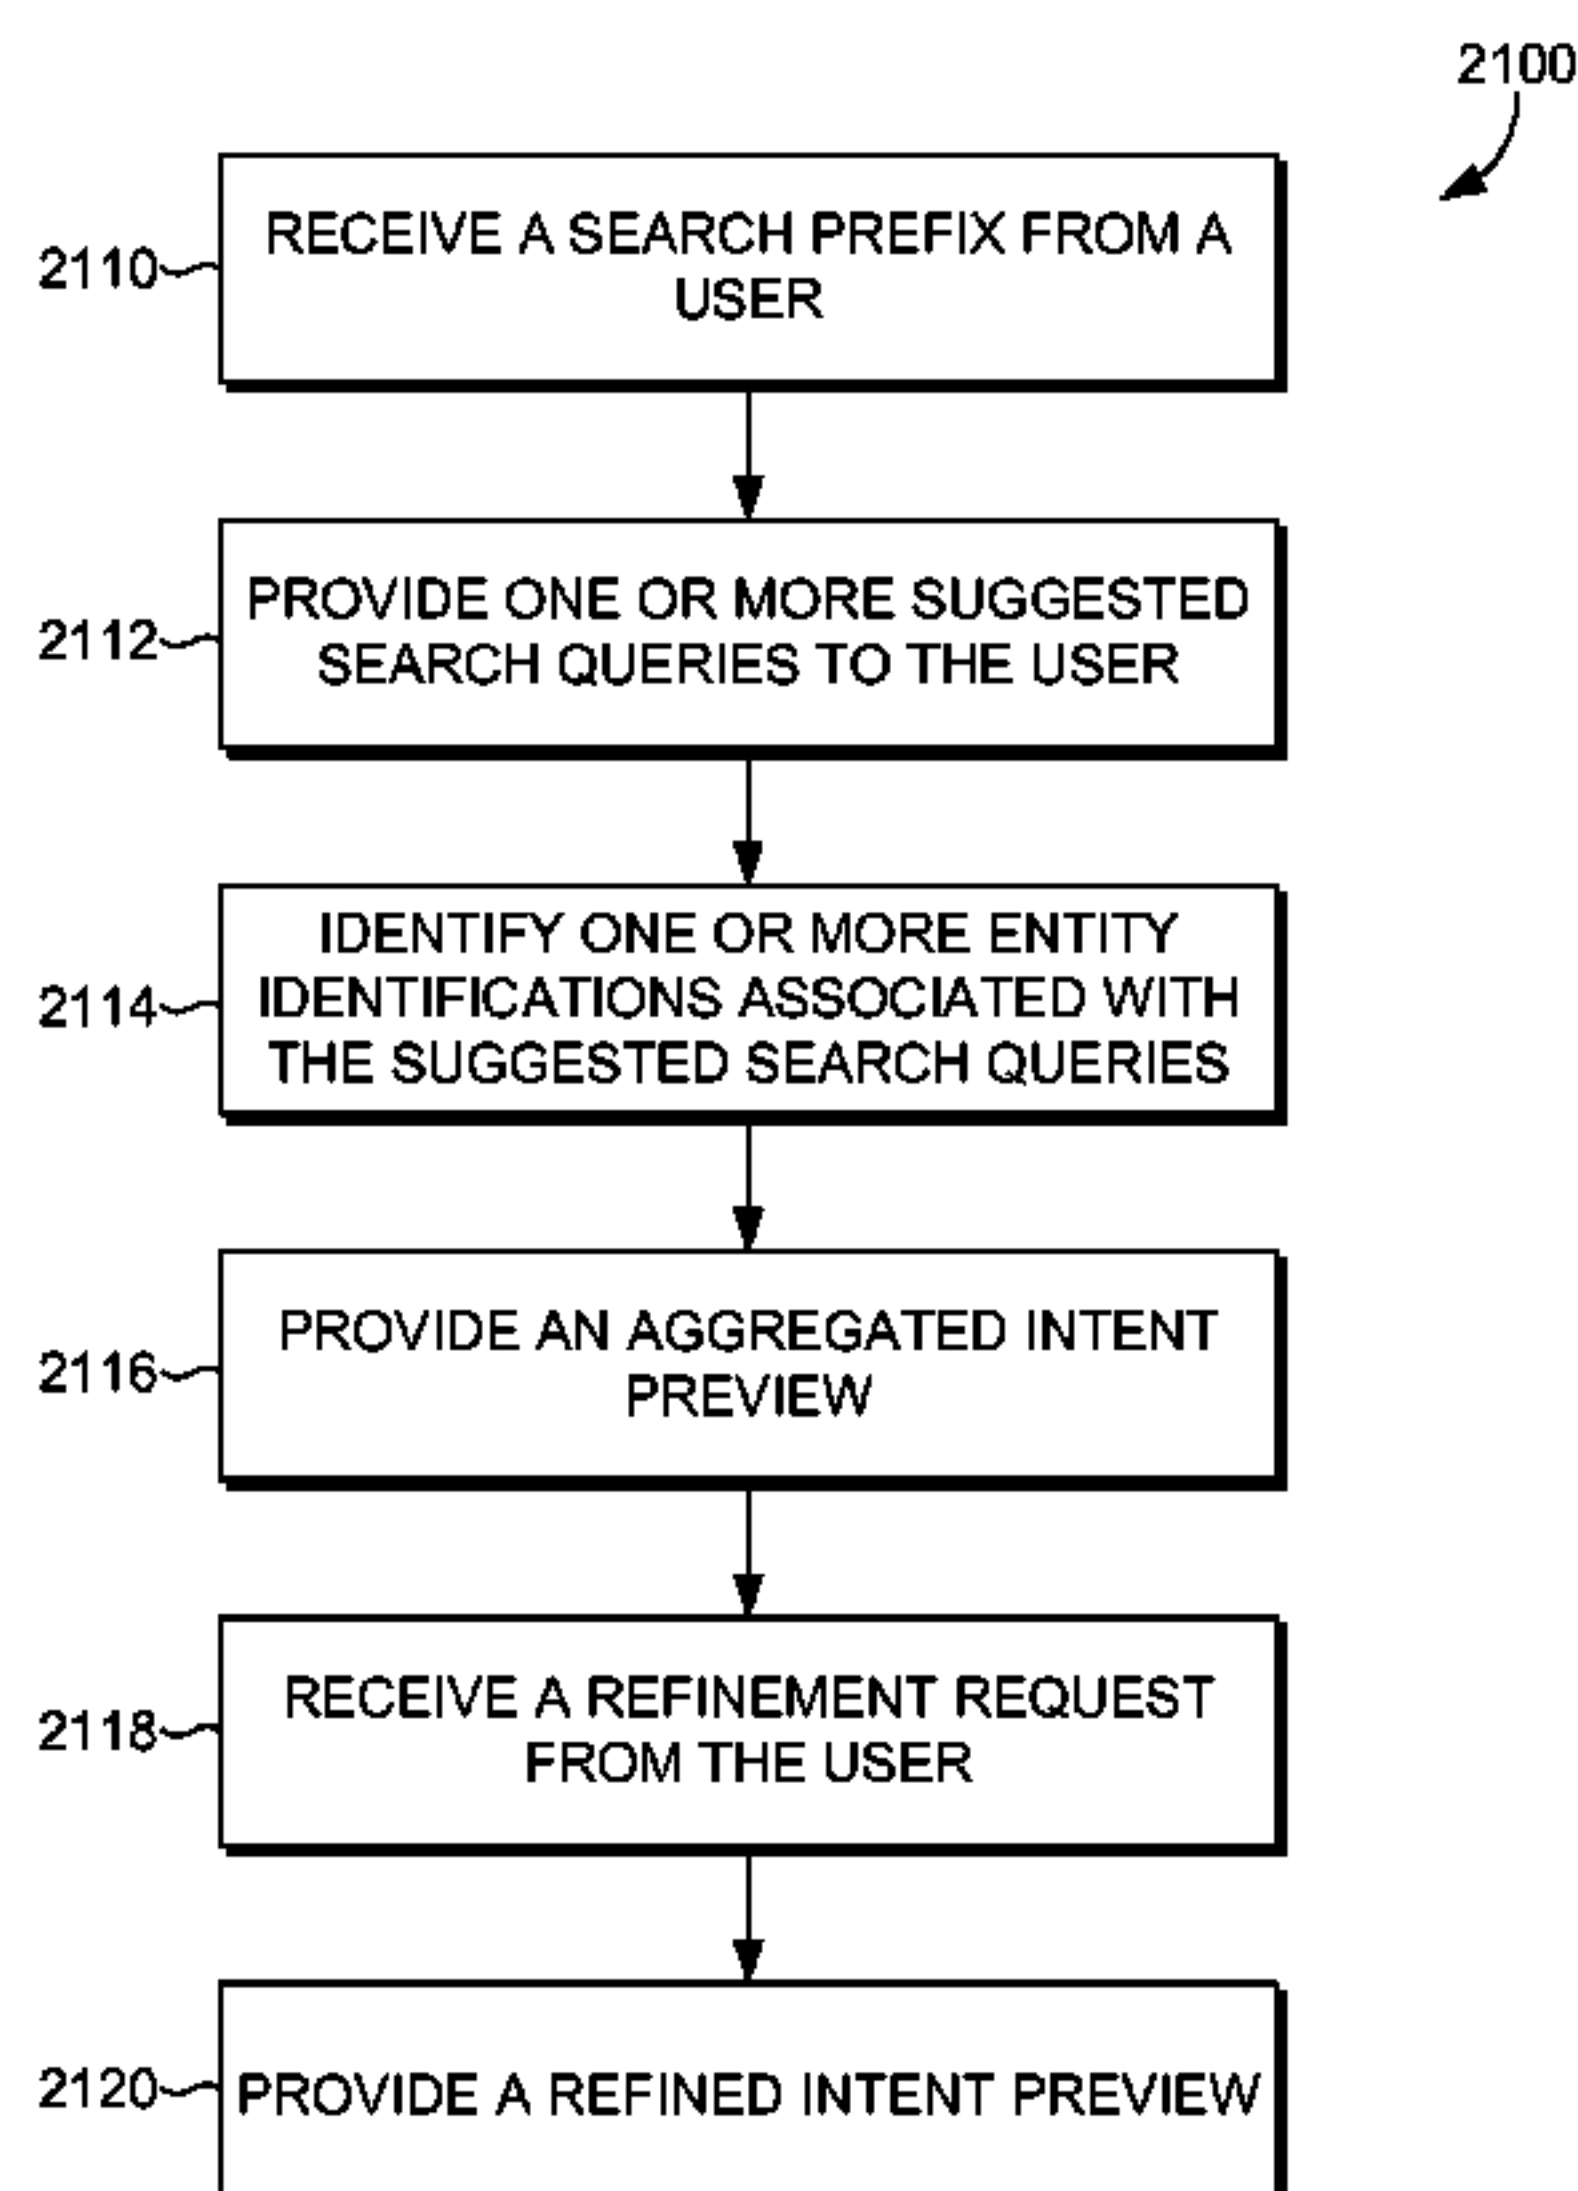 2100
2110
RECEIVE A SEARCH PREFIX FROM A
USER
2112
PROVIDE ONE OR MORE SUGGESTED
SEARCH QUERIES TO THE USER
2114
IDENTIFY ONE OR MORE ENTITY
IDENTIFICATIONS ASSOCIATED WITH
THE SUGGESTED SEARCH QUERIES
2116
PROVIDE AN AGGREGATED INTENT
PREVIEW
2118
RECEIVE A REFINEMENT REQUEST
FROM THE USER
2120
PROVIDE A REFINED INTENT PREVIEW